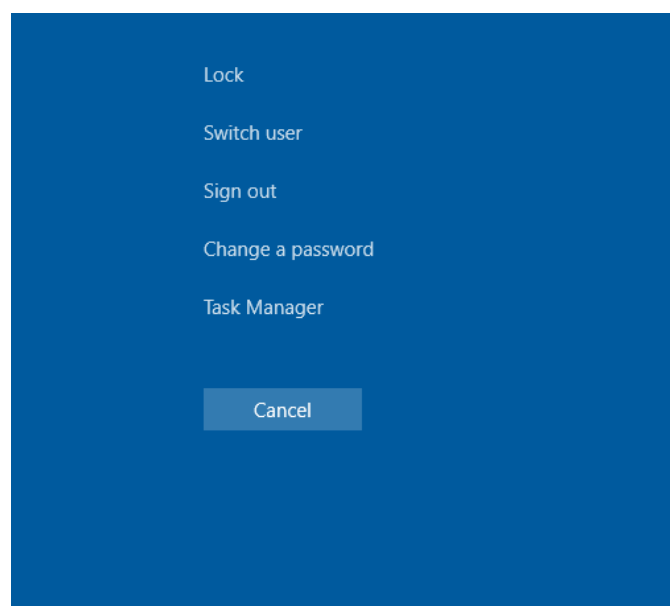 Lock
Switch user
Sign out
Change a password
Task Manager
Cancel